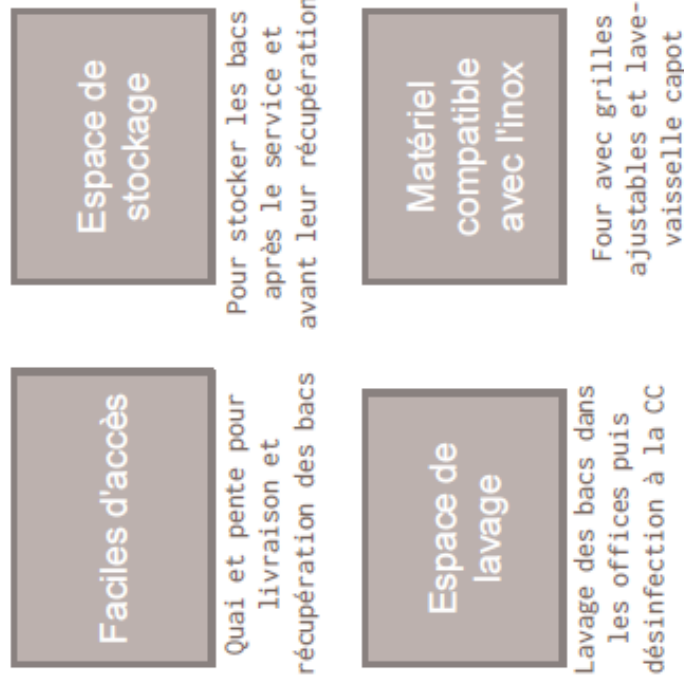 Faciles d'accès
Quai et pente pour
livraison et
récupération des bacs
Espace de
stockage
Pour stocker les bacs
après le service et
avant leur récupération
Espace de
lavage
Lavage des bacs dans
les offices puis
désinfection à la CC
Matériel
compatible
avec l'inox
Four avec grilles
ajustables et lave-
vaisselle capot